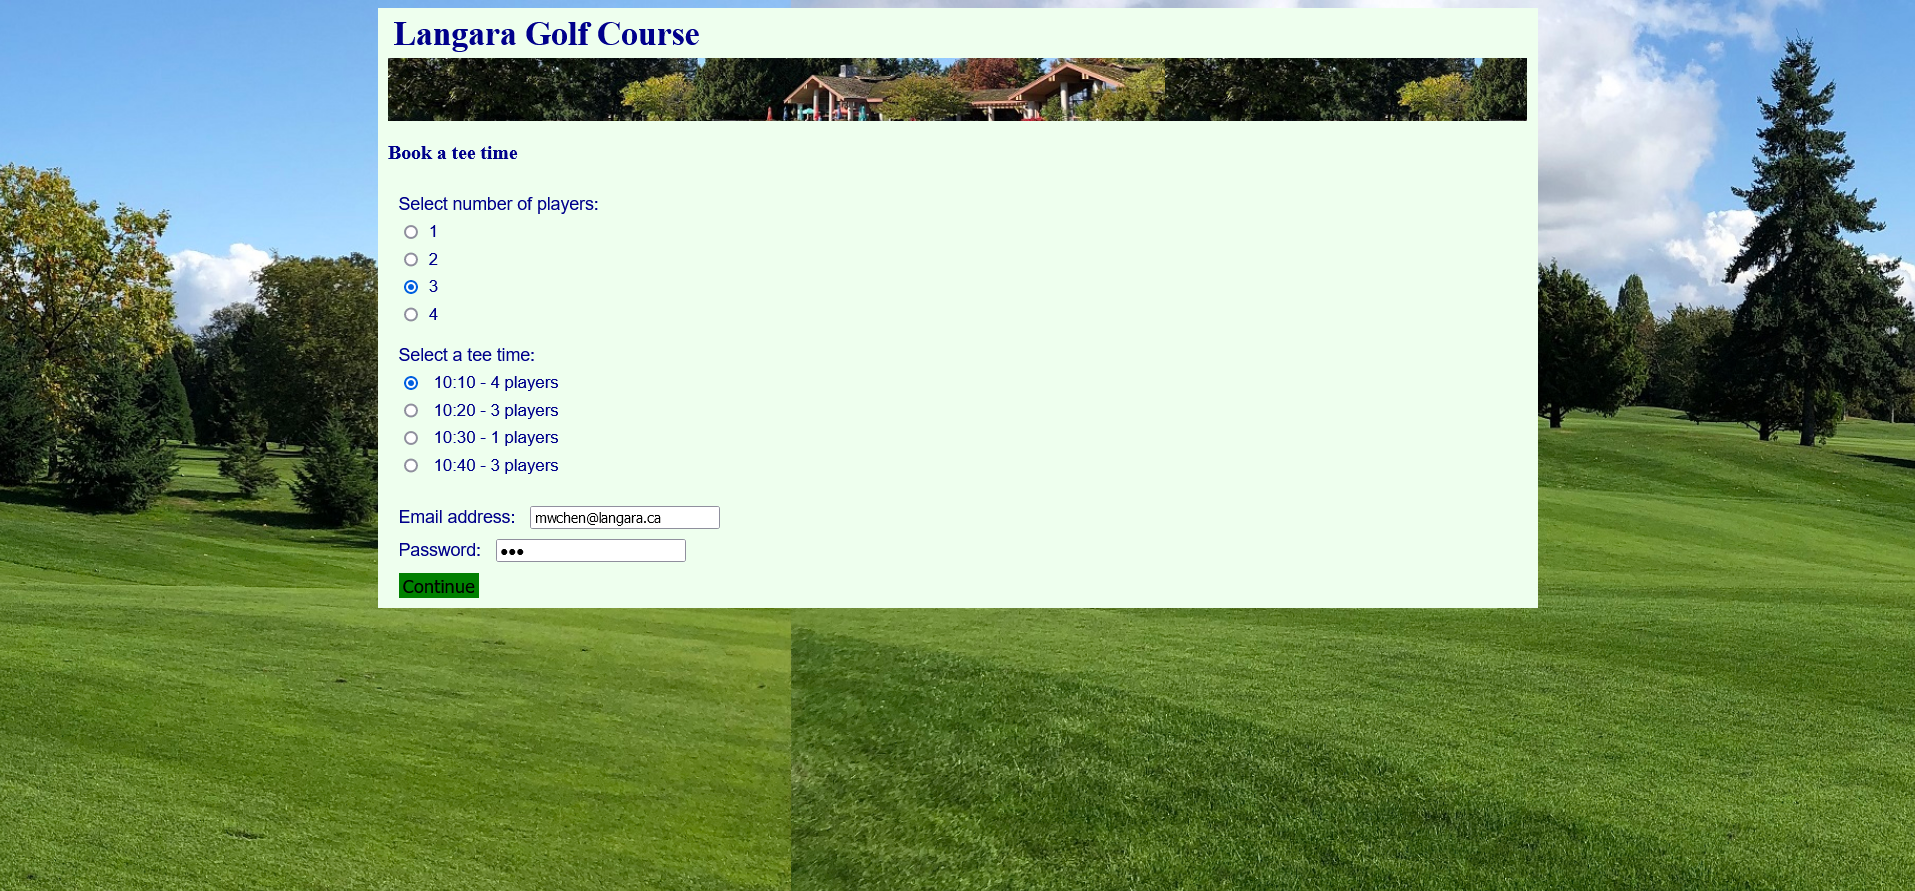 Langara Golf Course
Book a tee time
Select number of players:
1
2
3
4
Select a tee time:
10:10 - 4 players
10:20 - 3 players
10:30 - 1 players
10:40 - 3 players
Email address: mwchen@langara.ca
Password: •••
Continue